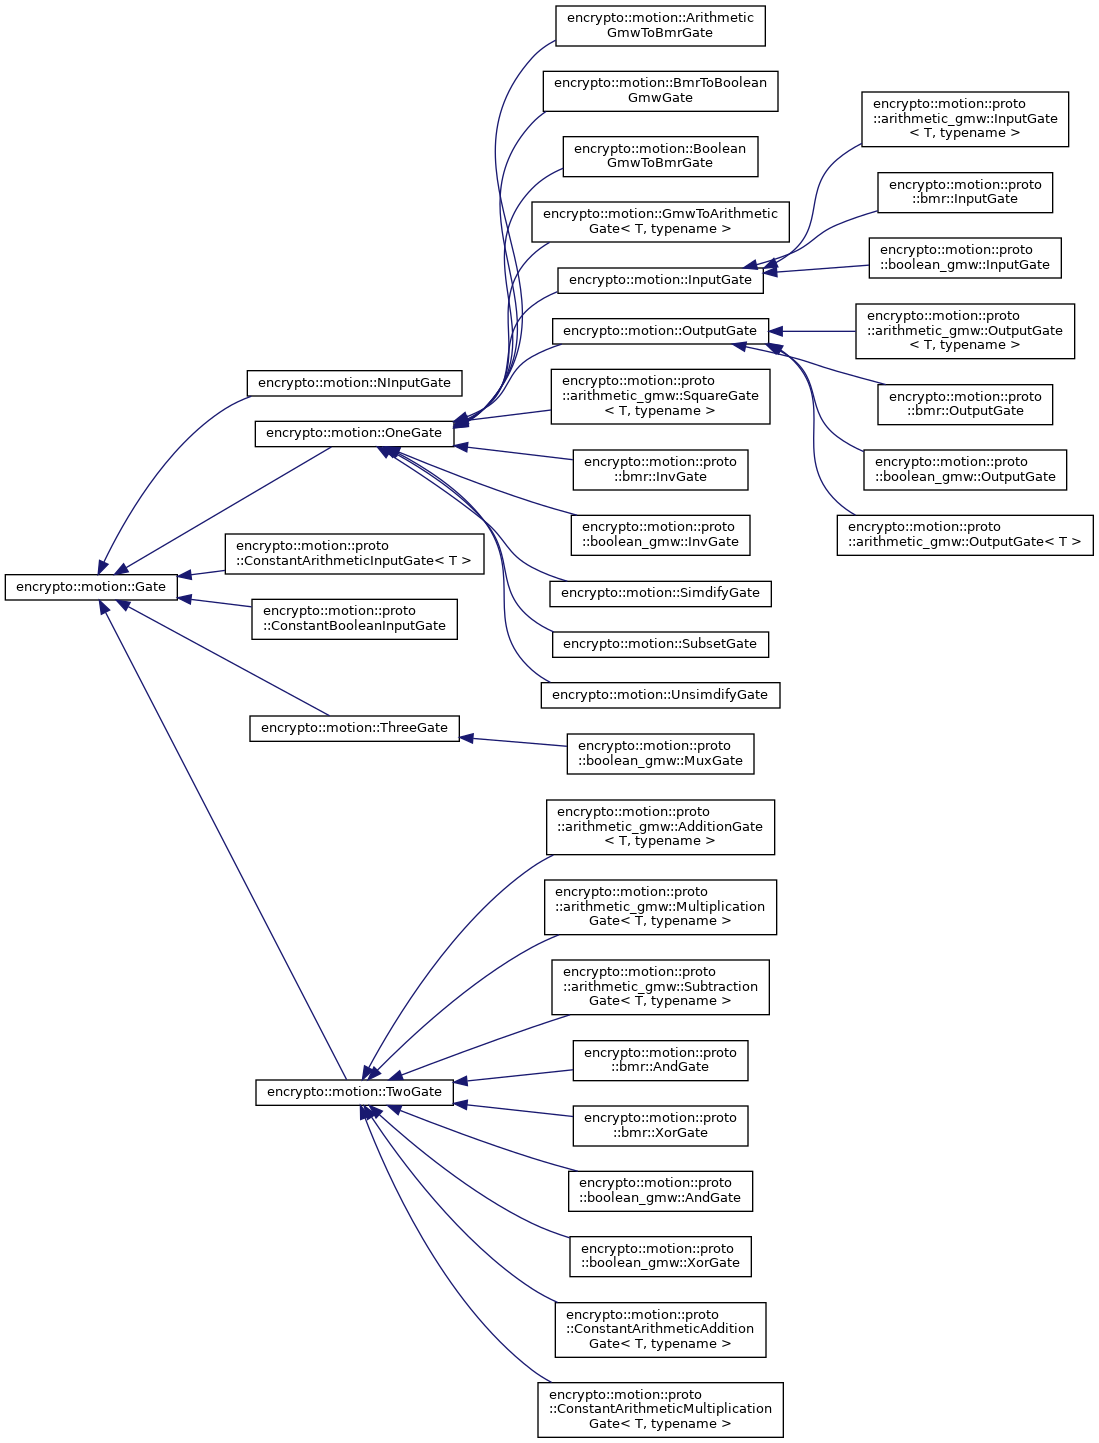 encrypto::motion::Gate
encrypto::motion::NInputGate
encrypto::motion::OneGate
encrypto::motion::proto
::ConstantArithmeticInputGate< T >
encrypto::motion::proto
::ConstantBooleanInputGate
encrypto::motion::ThreeGate
encrypto::motion::TwoGate
encrypto::motion::Arithmetic
GmwToBmrGate
encrypto::motion::BmrToBoolean
GmwGate
encrypto::motion::Boolean
GmwToBmrGate
encrypto::motion::GmwToArithmetic
Gate< T, typename >
encrypto::motion::InputGate
encrypto::motion::OutputGate
encrypto::motion::proto
::arithmetic_gmw::SquareGate
< T, typename >
encrypto::motion::proto
::bmr::InvGate
encrypto::motion::proto
::boolean_gmw::InvGate
encrypto::motion::SimdifyGate
encrypto::motion::SubsetGate
encrypto::motion::UnsimdifyGate
encrypto::motion::proto
::boolean_gmw::MuxGate
encrypto::motion::proto
::arithmetic_gmw::AdditionGate
< T, typename >
encrypto::motion::proto
::arithmetic_gmw::Multiplication
Gate< T, typename >
encrypto::motion::proto
::arithmetic_gmw::Subtraction
Gate< T, typename >
encrypto::motion::proto
::bmr::AndGate
encrypto::motion::proto
::bmr::XorGate
encrypto::motion::proto
::boolean_gmw::AndGate
encrypto::motion::proto
::boolean_gmw::XorGate
encrypto::motion::proto
::ConstantArithmeticAddition
Gate< T, typename >
encrypto::motion::proto
::ConstantArithmeticMultiplication
Gate< T, typename >
encrypto::motion::proto
::arithmetic_gmw::InputGate
< T, typename >
encrypto::motion::proto
::bmr::InputGate
encrypto::motion::proto
::boolean_gmw::InputGate
encrypto::motion::proto
::arithmetic_gmw::OutputGate
< T, typename >
encrypto::motion::proto
::bmr::OutputGate
encrypto::motion::proto
::boolean_gmw::OutputGate
encrypto::motion::proto
::arithmetic_gmw::OutputGate< T >